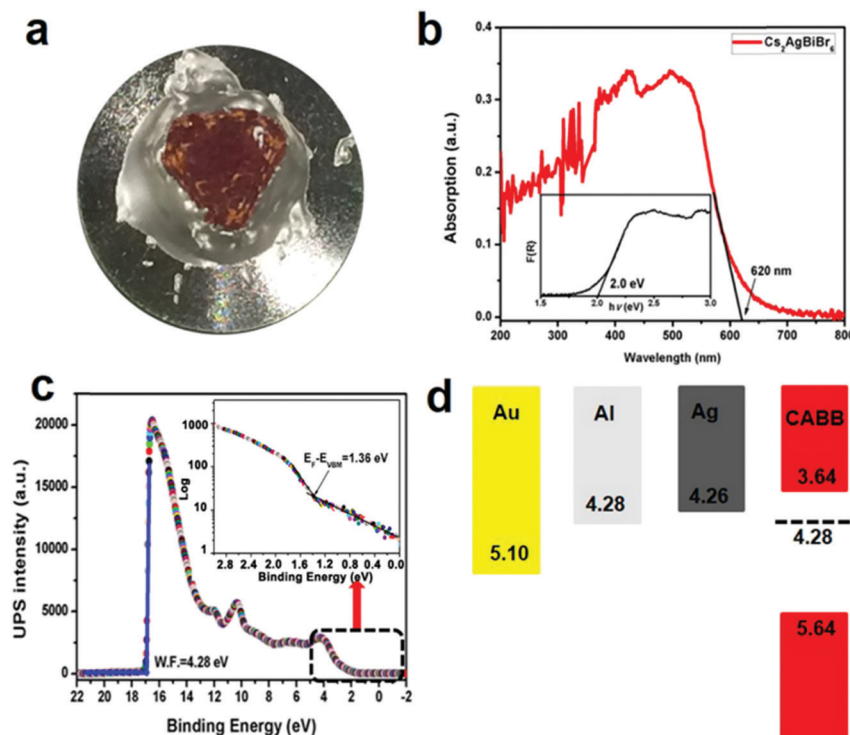 a
b
Cs₂AgBiBr₆
Absorption (a.u.)
0.4
0.3
0.2
0.1
0.0
F(R)
2.0 eV
1.5 2.0 2.5 3.0
hν (eV)
620 nm
200 300 400 500 600 700 800
Wavelength (nm)
c
UPS intensity (a.u.)
20000
15000
10000
5000
0
Log
1000
100
10
1
E_F-E_VBM=1.36 eV
2.8 2.4 2.0 1.6 1.2 0.8 0.4 0.0
Binding Energy (eV)
W.F.=4.28 eV
22 20 18 16 14 12 10 8 6 4 2 0 -2
Binding Energy (eV)
d
Au
5.10
Al
4.28
Ag
4.26
CABB
3.64
4.28
5.64